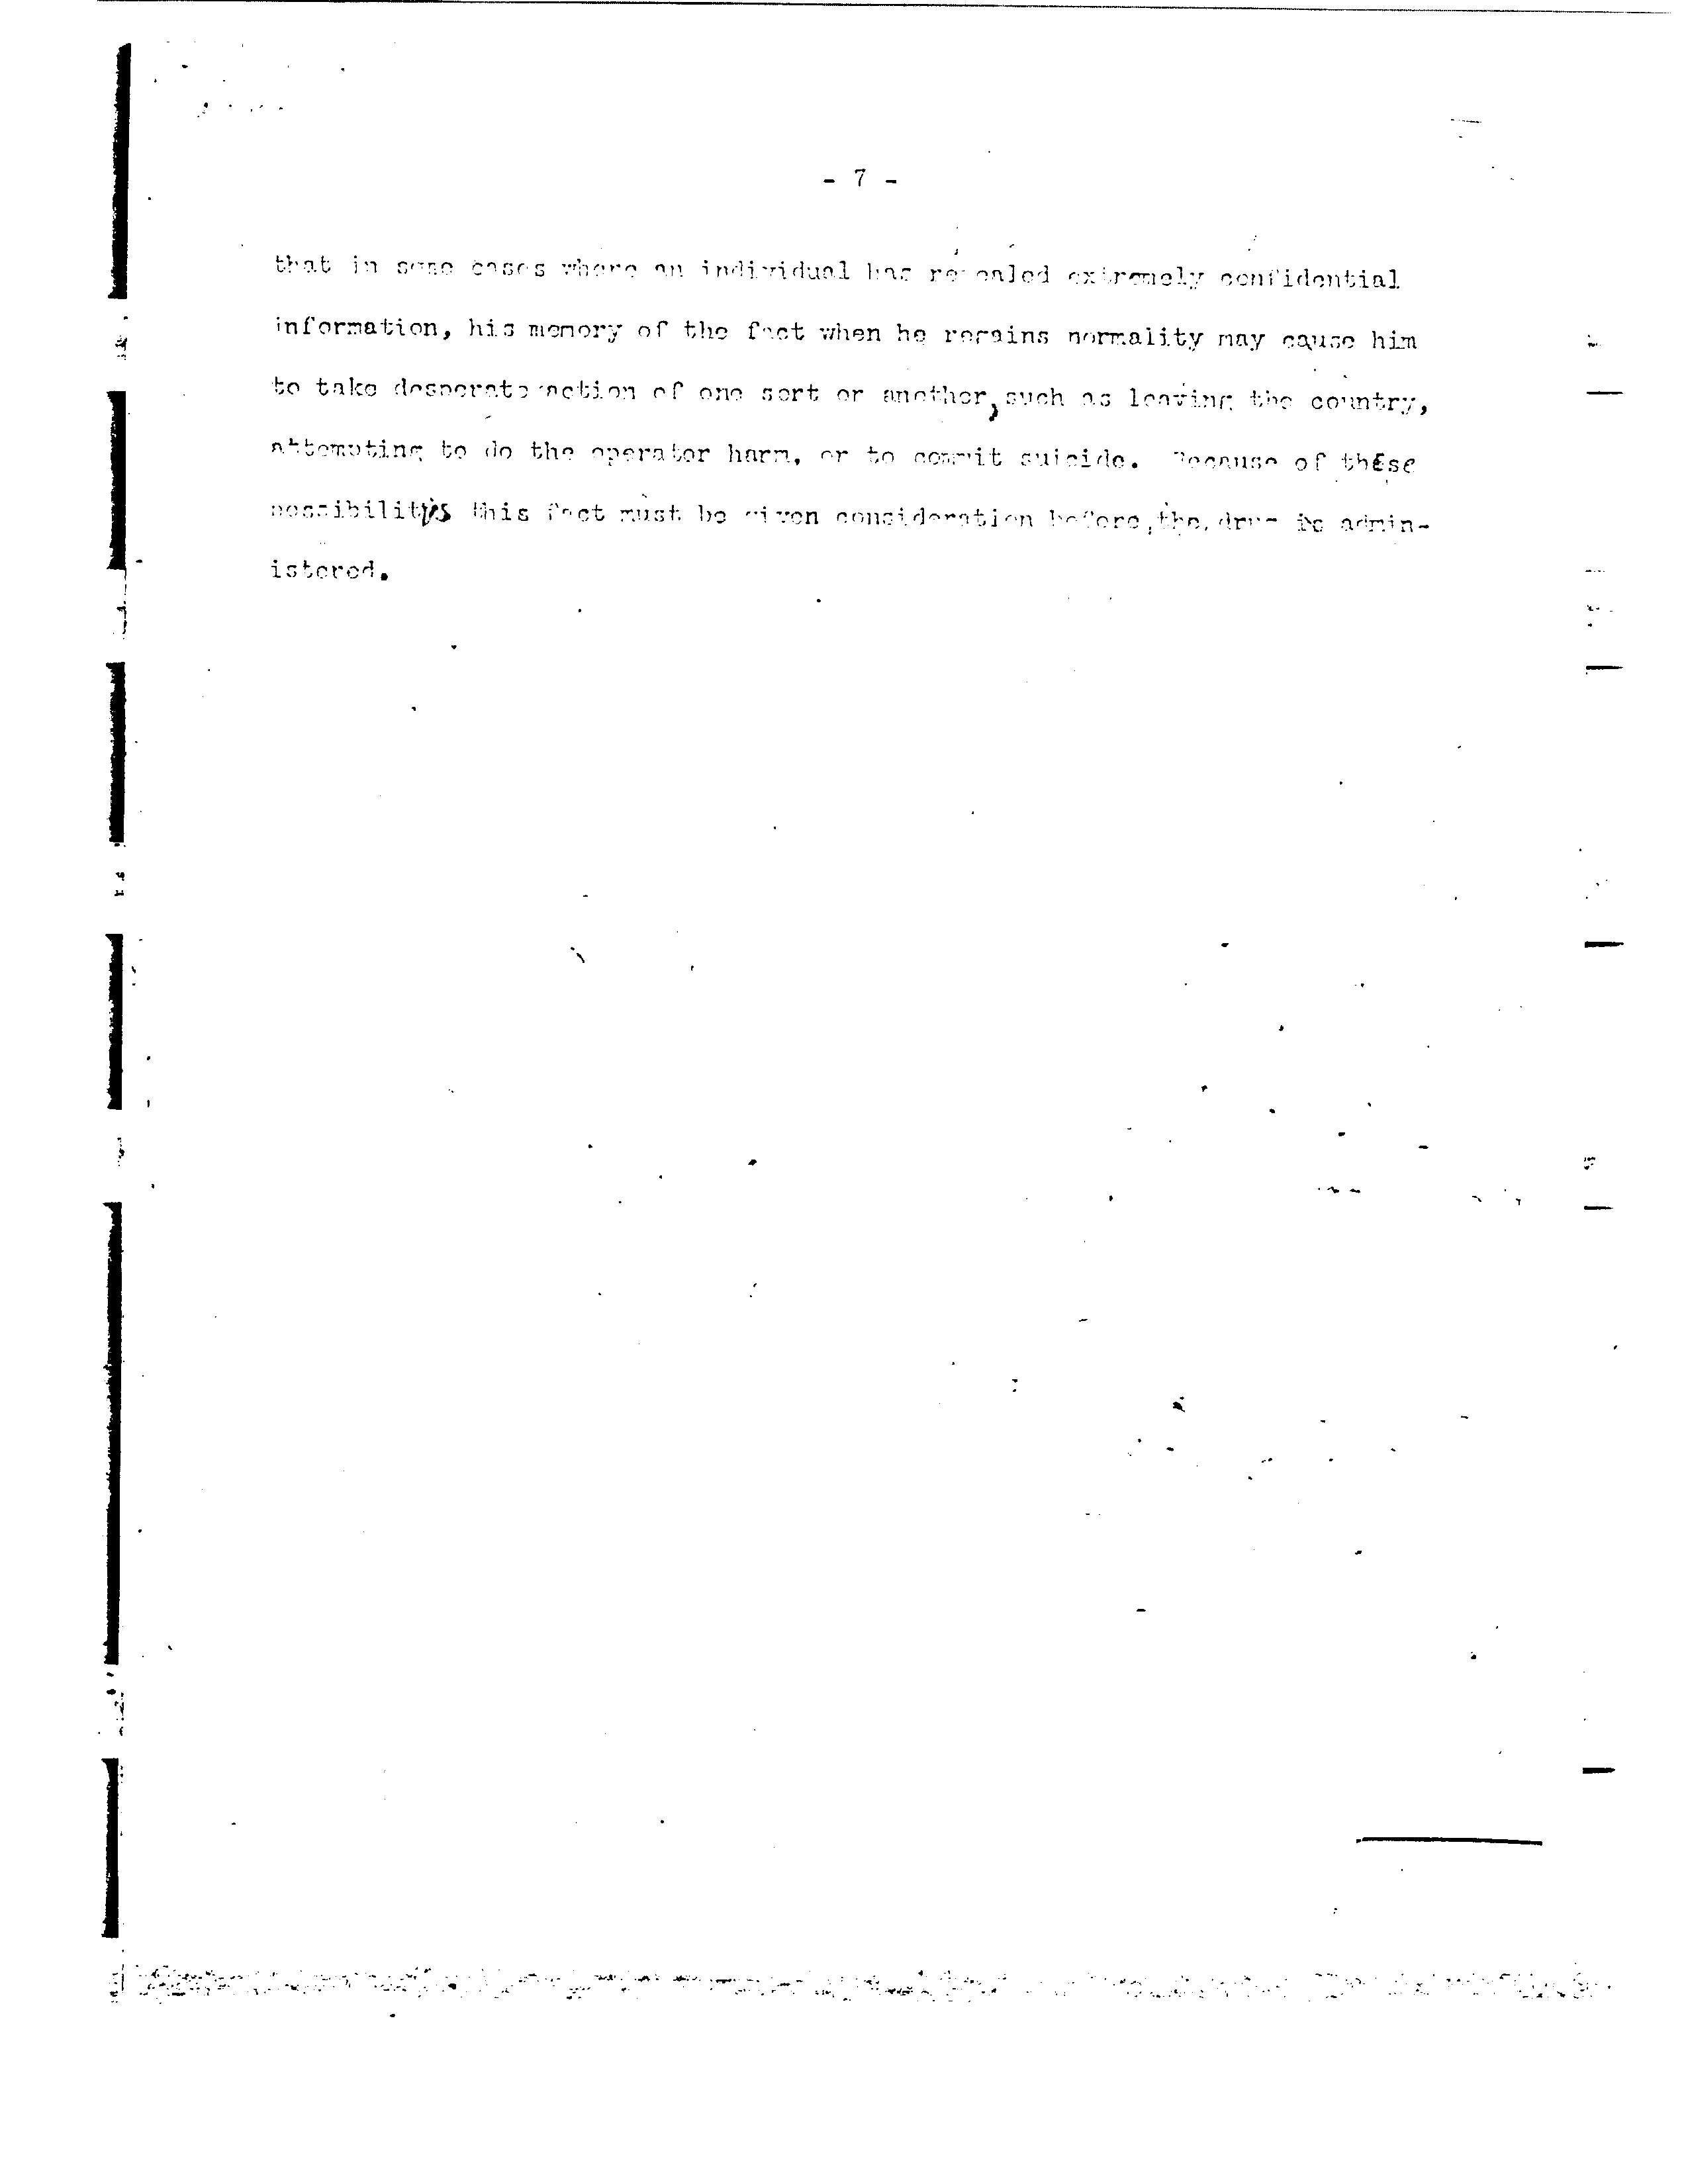 - 7 -
that in some cases where an individual has revealed extremely confidential
information, his memory of the fact when he regains normality may cause him
to take desperate action of one sort or another, such as leaving the country,
attempting to do the operator harm, or to commit suicide. Because of these
possibilitys this fact must be given consideration before, the drug is admin-
istered.